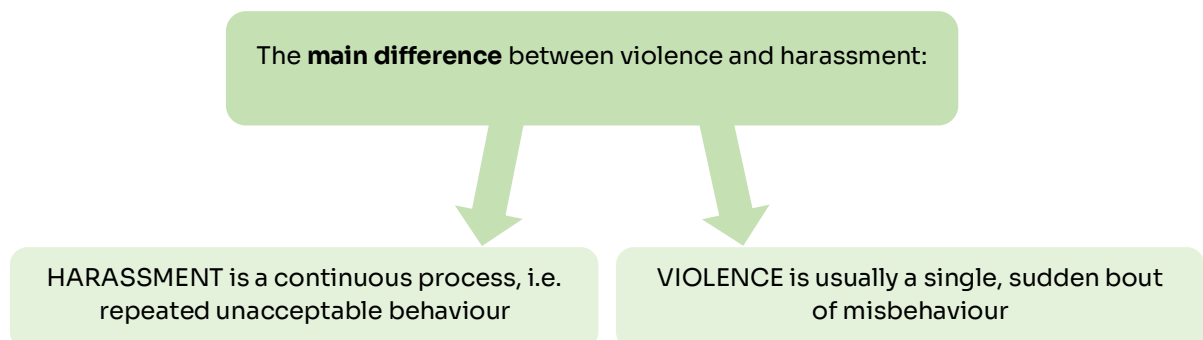 The main difference between violence and harassment:
HARASSMENT is a continuous process, i.e.
repeated unacceptable behaviour
VIOLENCE is usually a single, sudden bout
of misbehaviour